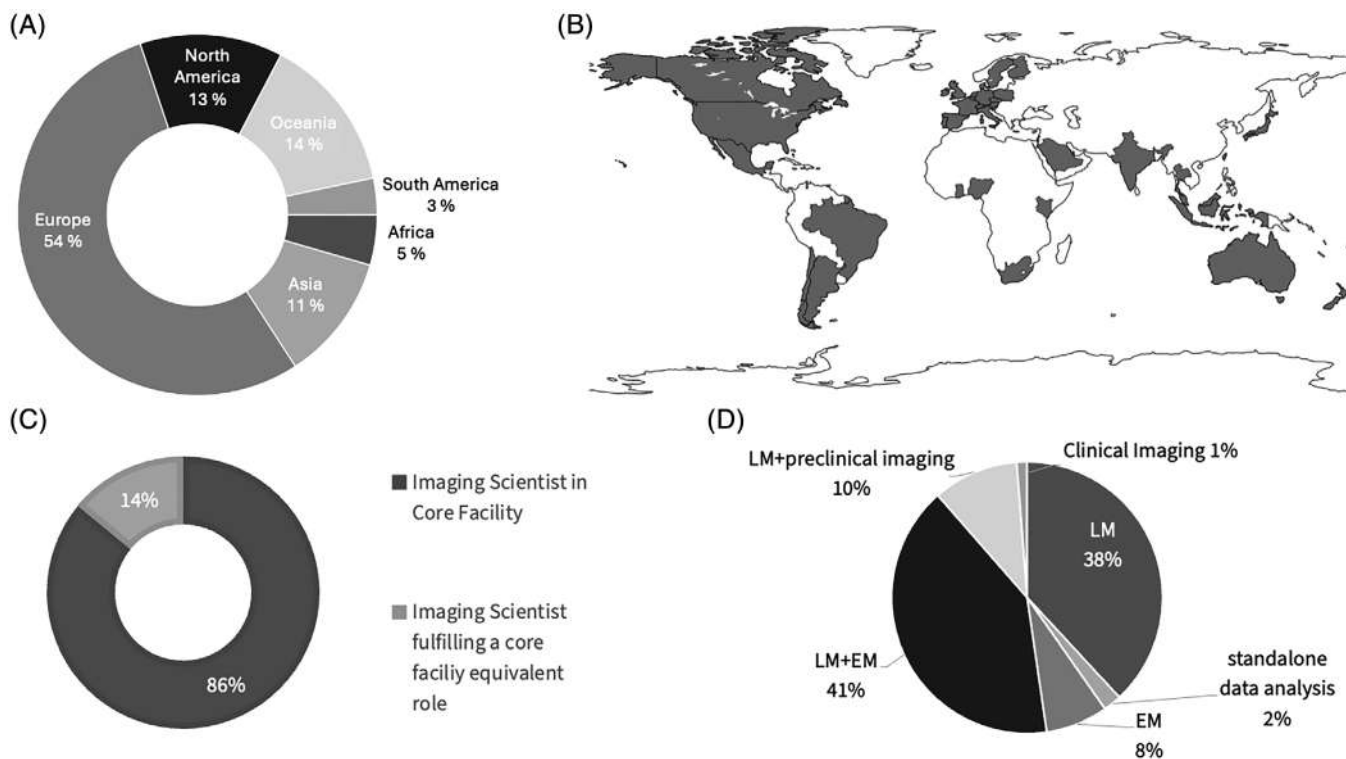 (A)
North
America
13 %
Oceania
14 %
South America
3 %
Africa
5 %
Asia
11 %
Europe
54 %
(B)
(C)
14%
86%
Imaging Scientist in
Core Facility
Imaging Scientist
fulfilling a core
faciliy equivalent
role
(D)
LM+preclinical imaging
10%
Clinical Imaging 1%
LM
38%
LM+EM
41%
standalone
data analysis
2%
EM
8%